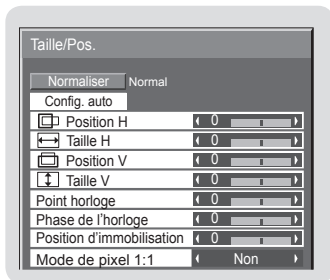 Taille/Pos.
Normaliser Normal
Config. auto
Position H 0
Taille H 0
Position V 0
Taille V 0
Point horloge 0
Phase de l'horloge 0
Position d'immobilisation 0
Mode de pixel 1:1 Non